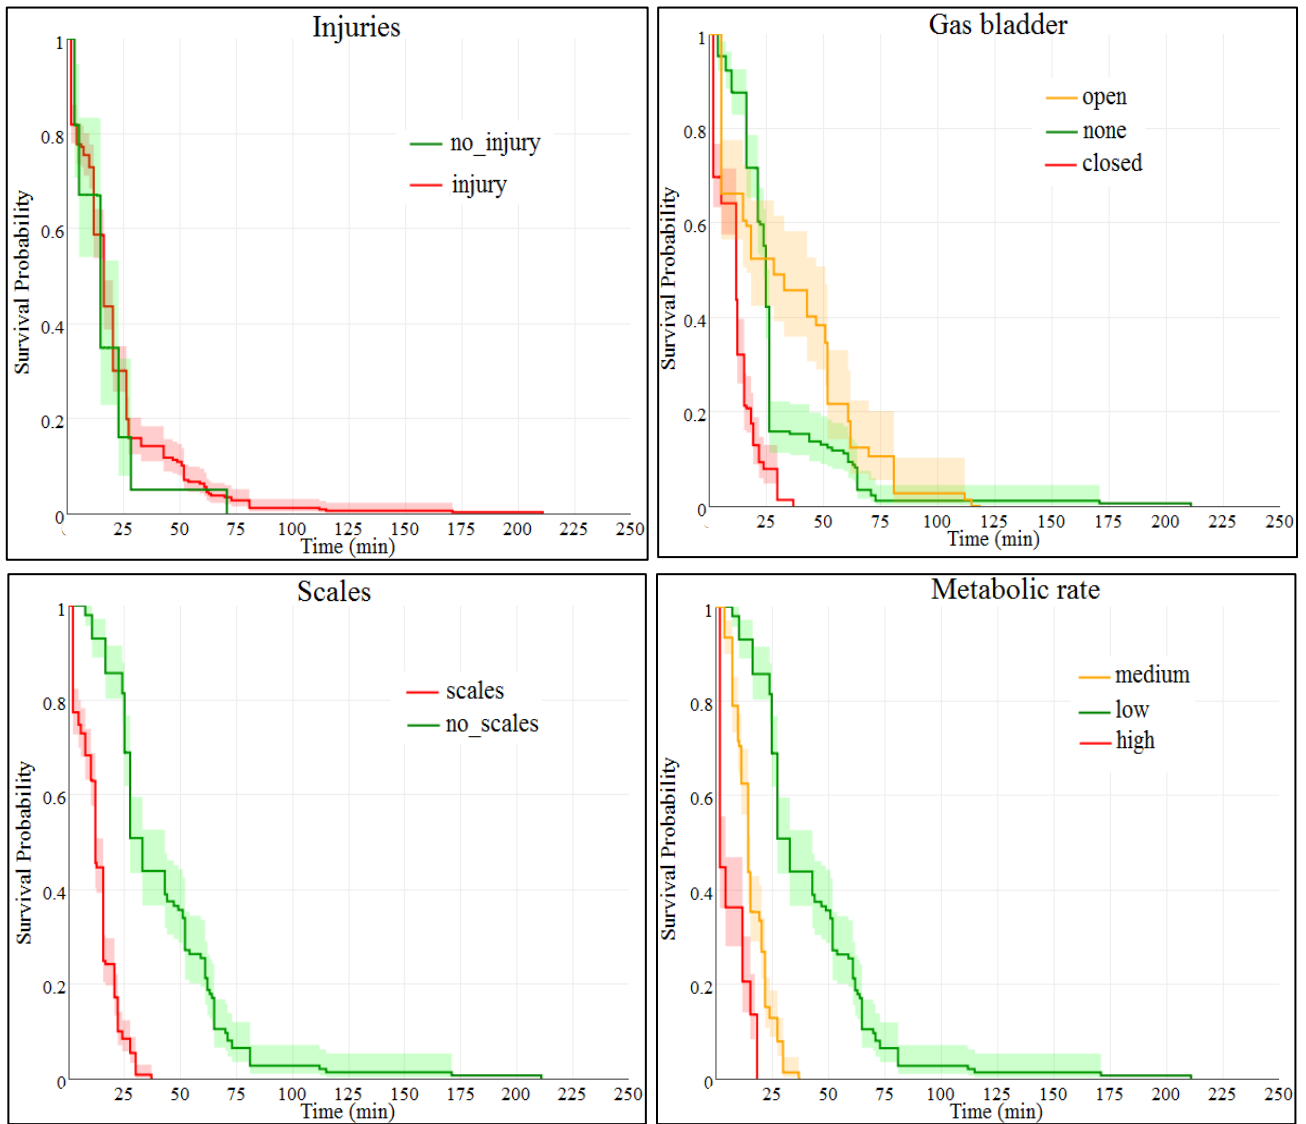 Injuries
1
0.8
0.6
0.4
0.2
0
Survival Probability
no_injury
injury
25 50 75 100 125 150 175 200 225 250
Time (min)
Gas bladder
1
0.8
0.6
0.4
0.2
0
Survival Probability
open
none
closed
25 50 75 100 125 150 175 200 225 250
Time (min)
Scales
1
0.8
0.6
0.4
0.2
0
Survival Probability
scales
no_scales
25 50 75 100 125 150 175 200 225 250
Time (min)
Metabolic rate
1
0.8
0.6
0.4
0.2
0
Survival Probability
medium
low
high
25 50 75 100 125 150 175 200 225 250
Time (min)